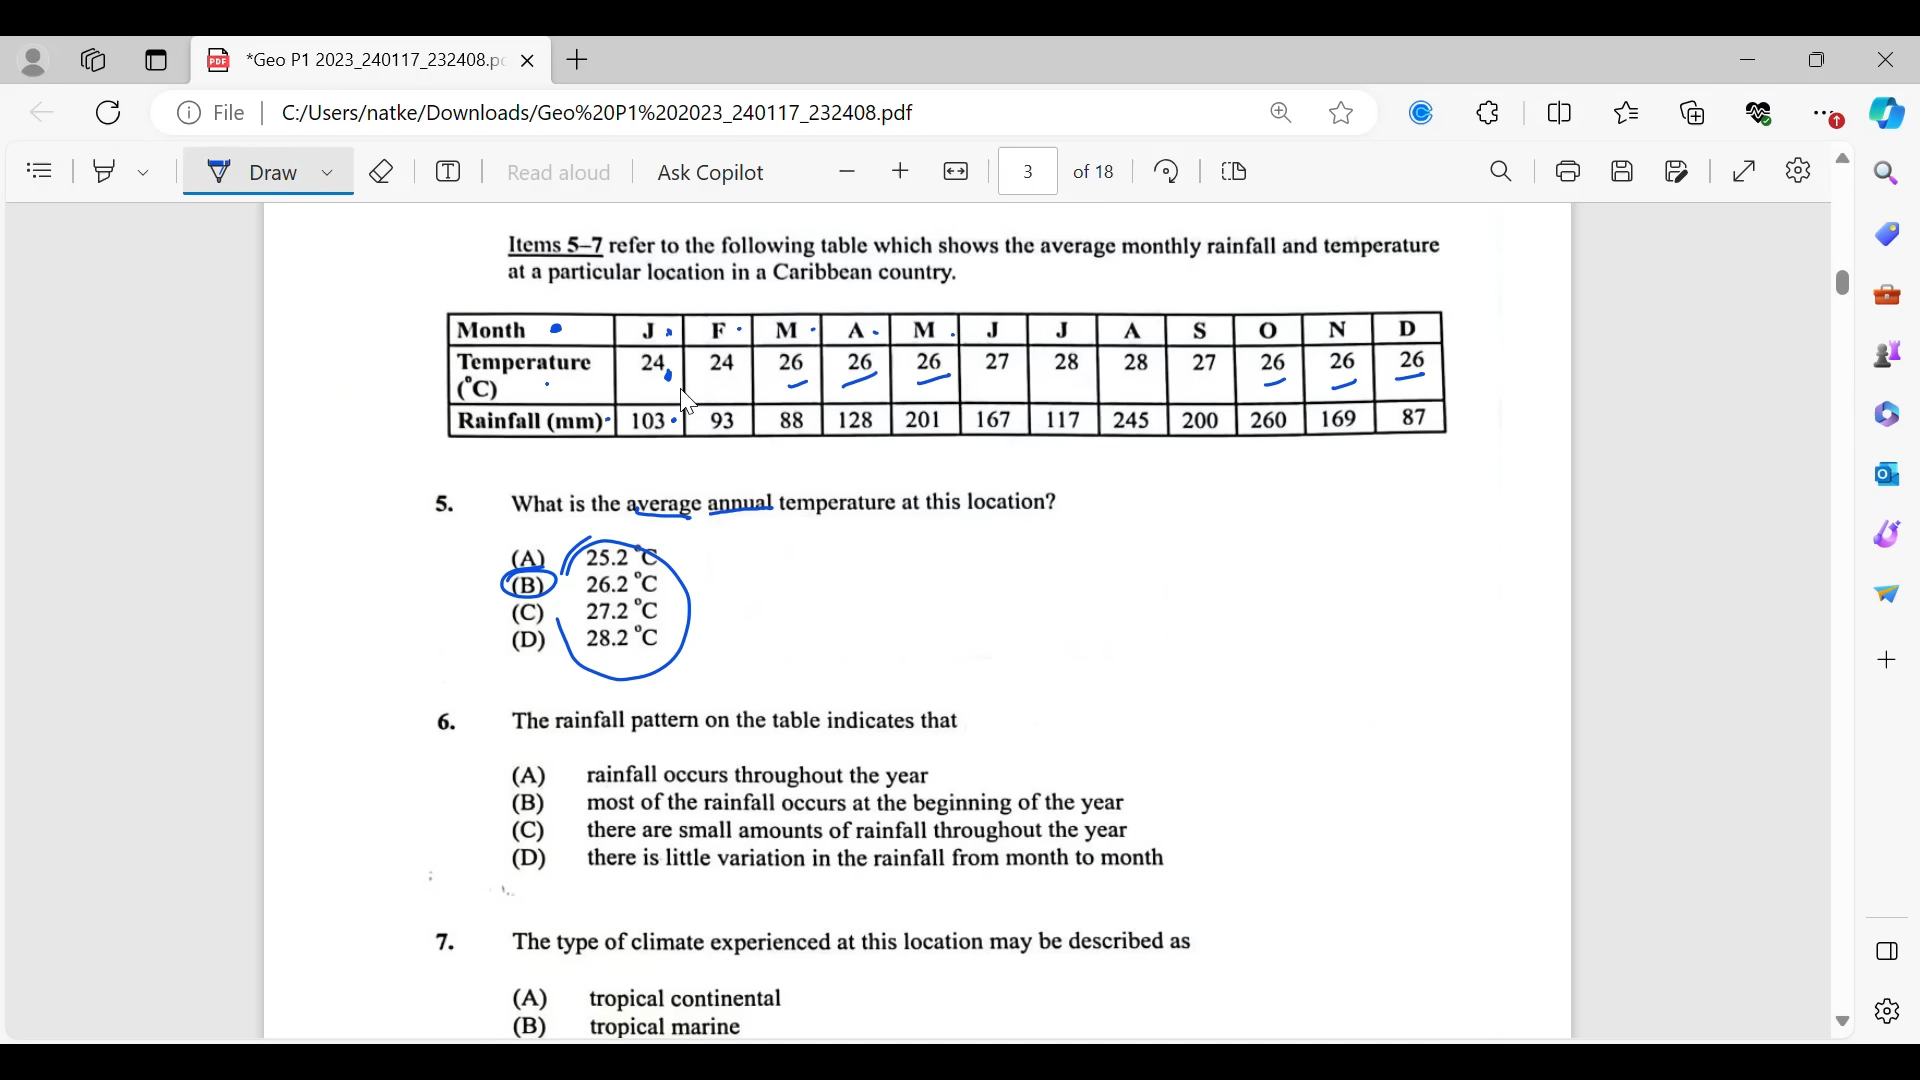 *Geo P1 2023_240117_232408.pc
File
C:/Users/natke/Downloads/Geo%20P1%202023_240117_232408.pdf
Draw
Read aloud
Ask Copilot
3
of 18
Items 5–7 refer to the following table which shows the average monthly rainfall and temperature
at a particular location in a Caribbean country.
Month J F M A M J J A S O N D
Temperature (°C) 24 24 26 26 26 27 28 28 27 26 26 26
Rainfall (mm) 103 93 88 128 201 167 117 245 200 260 169 87
5. What is the average annual temperature at this location?
(A) 25.2 °C
(B) 26.2 °C
(C) 27.2 °C
(D) 28.2 °C
6. The rainfall pattern on the table indicates that
(A) rainfall occurs throughout the year
(B) most of the rainfall occurs at the beginning of the year
(C) there are small amounts of rainfall throughout the year
(D) there is little variation in the rainfall from month to month
7. The type of climate experienced at this location may be described as
(A) tropical continental
(B) tropical marine